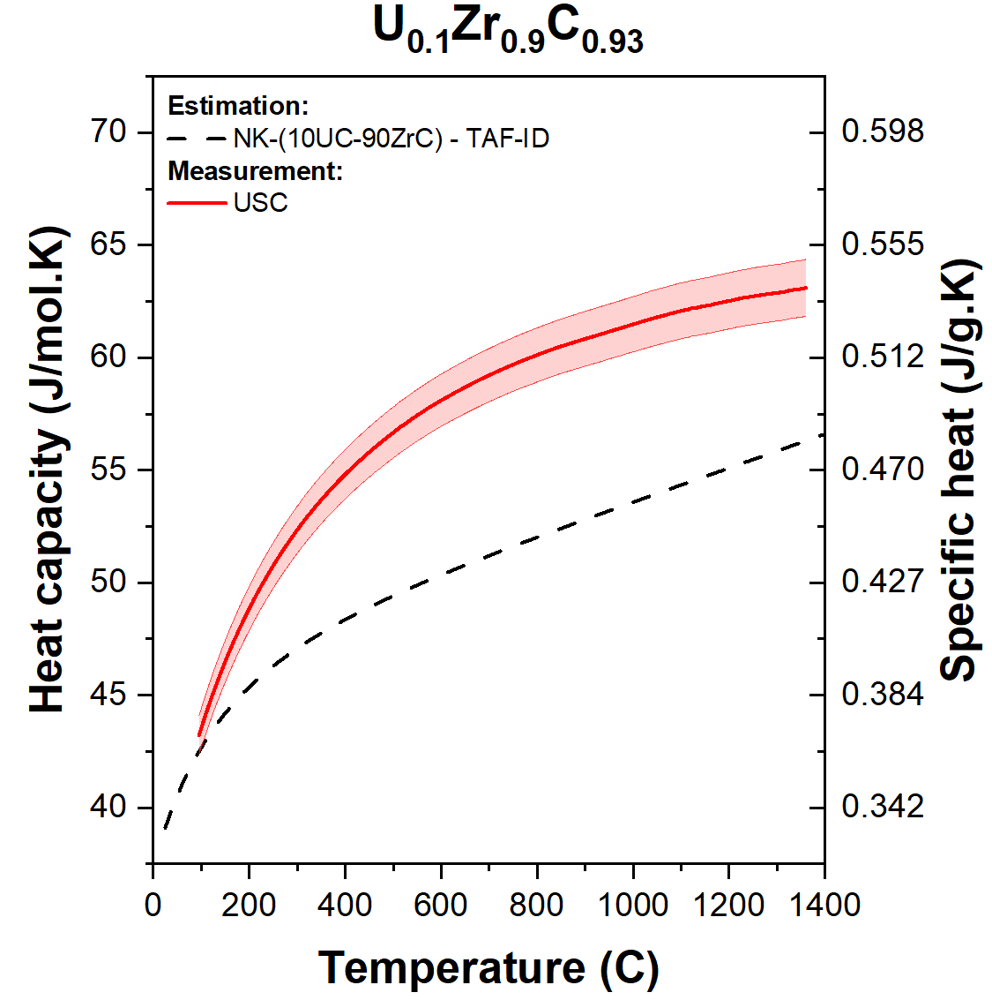 U0.1Zr0.9C0.93
Estimation:
NK-(10UC-90ZrC) - TAF-ID
Measurement:
USC
Heat capacity (J/mol.K)
70
65
60
55
50
45
40
0.598
0.555
0.512
0.470
0.427
0.384
0.342
Specific heat (J/g.K)
0 200 400 600 800 1000 1200 1400
Temperature (C)